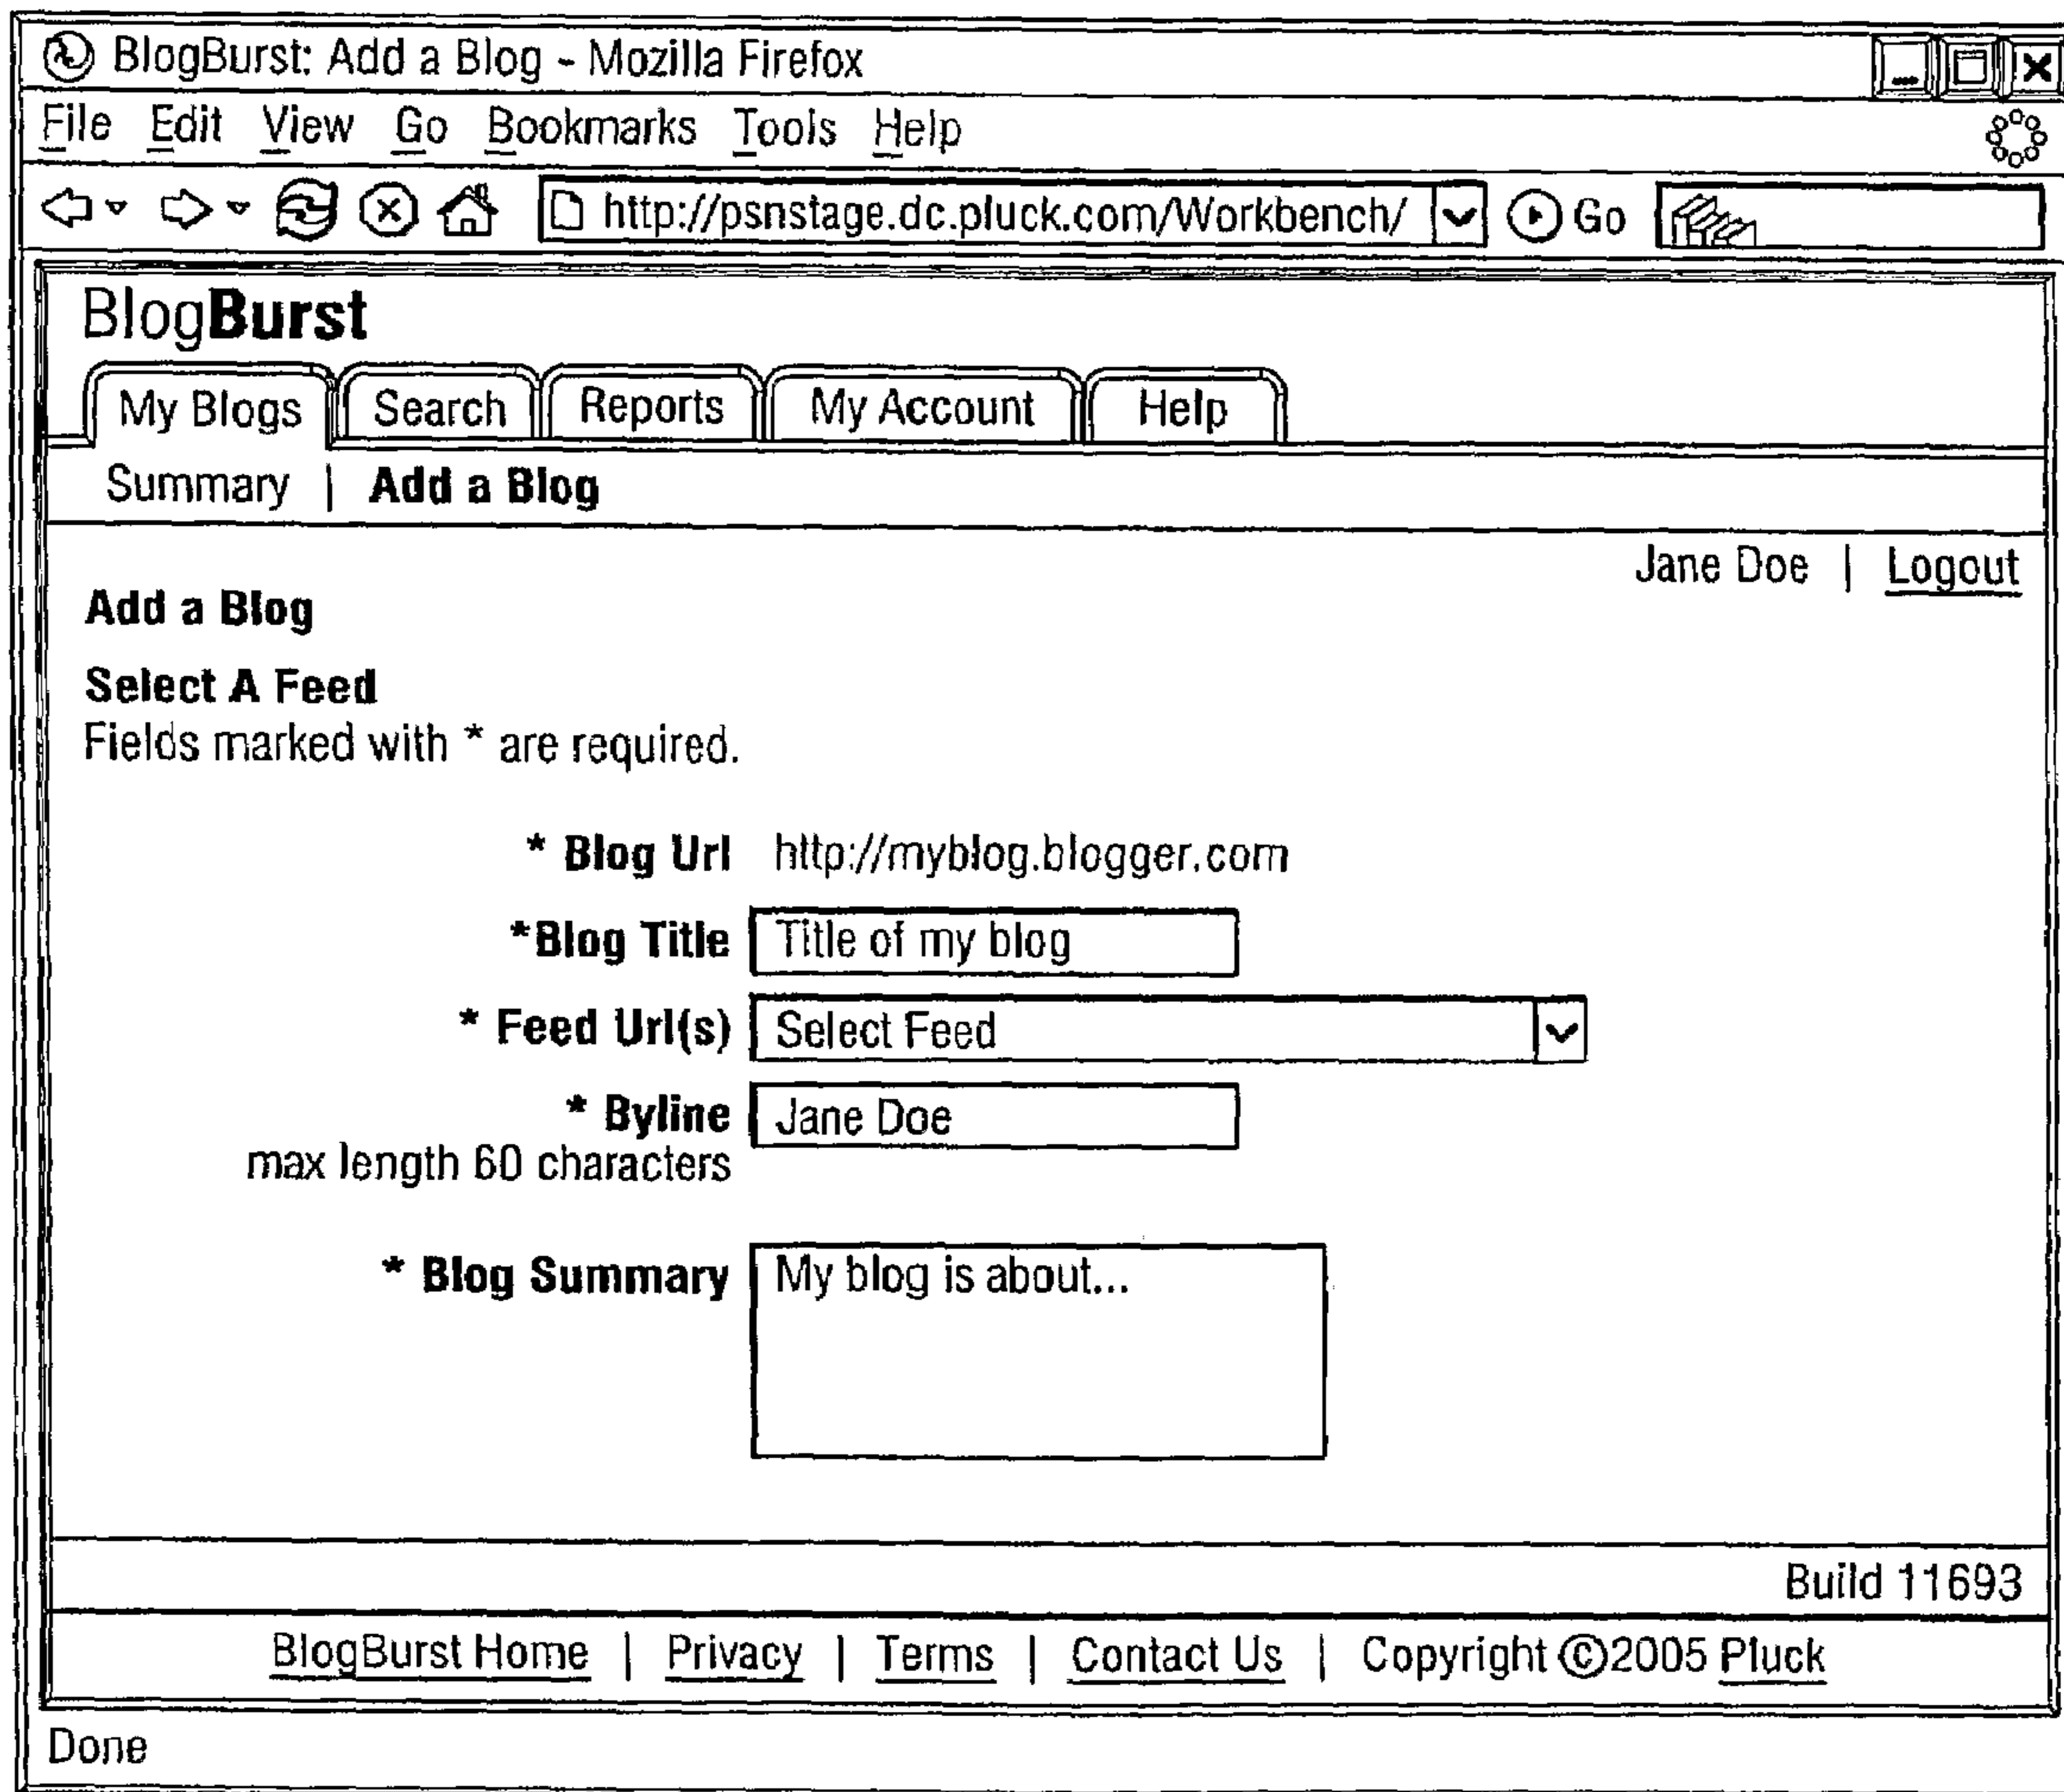 BlogBurst: Add a Blog - Mozilla Firefox
File Edit View Go Bookmarks Tools Help
http://psnstage.dc.pluck.com/Workbench/ Go
BlogBurst
My Blogs Search Reports My Account Help
Summary | Add a Blog
Jane Doe | Logout
Add a Blog
Select A Feed
Fields marked with * are required.
* Blog Url http://myblog.blogger.com
*Blog Title Title of my blog
* Feed Url(s) Select Feed
* Byline Jane Doe
max length 60 characters
* Blog Summary My blog is about...
Build 11693
BlogBurst Home | Privacy | Terms | Contact Us | Copyright ©2005 Pluck
Done